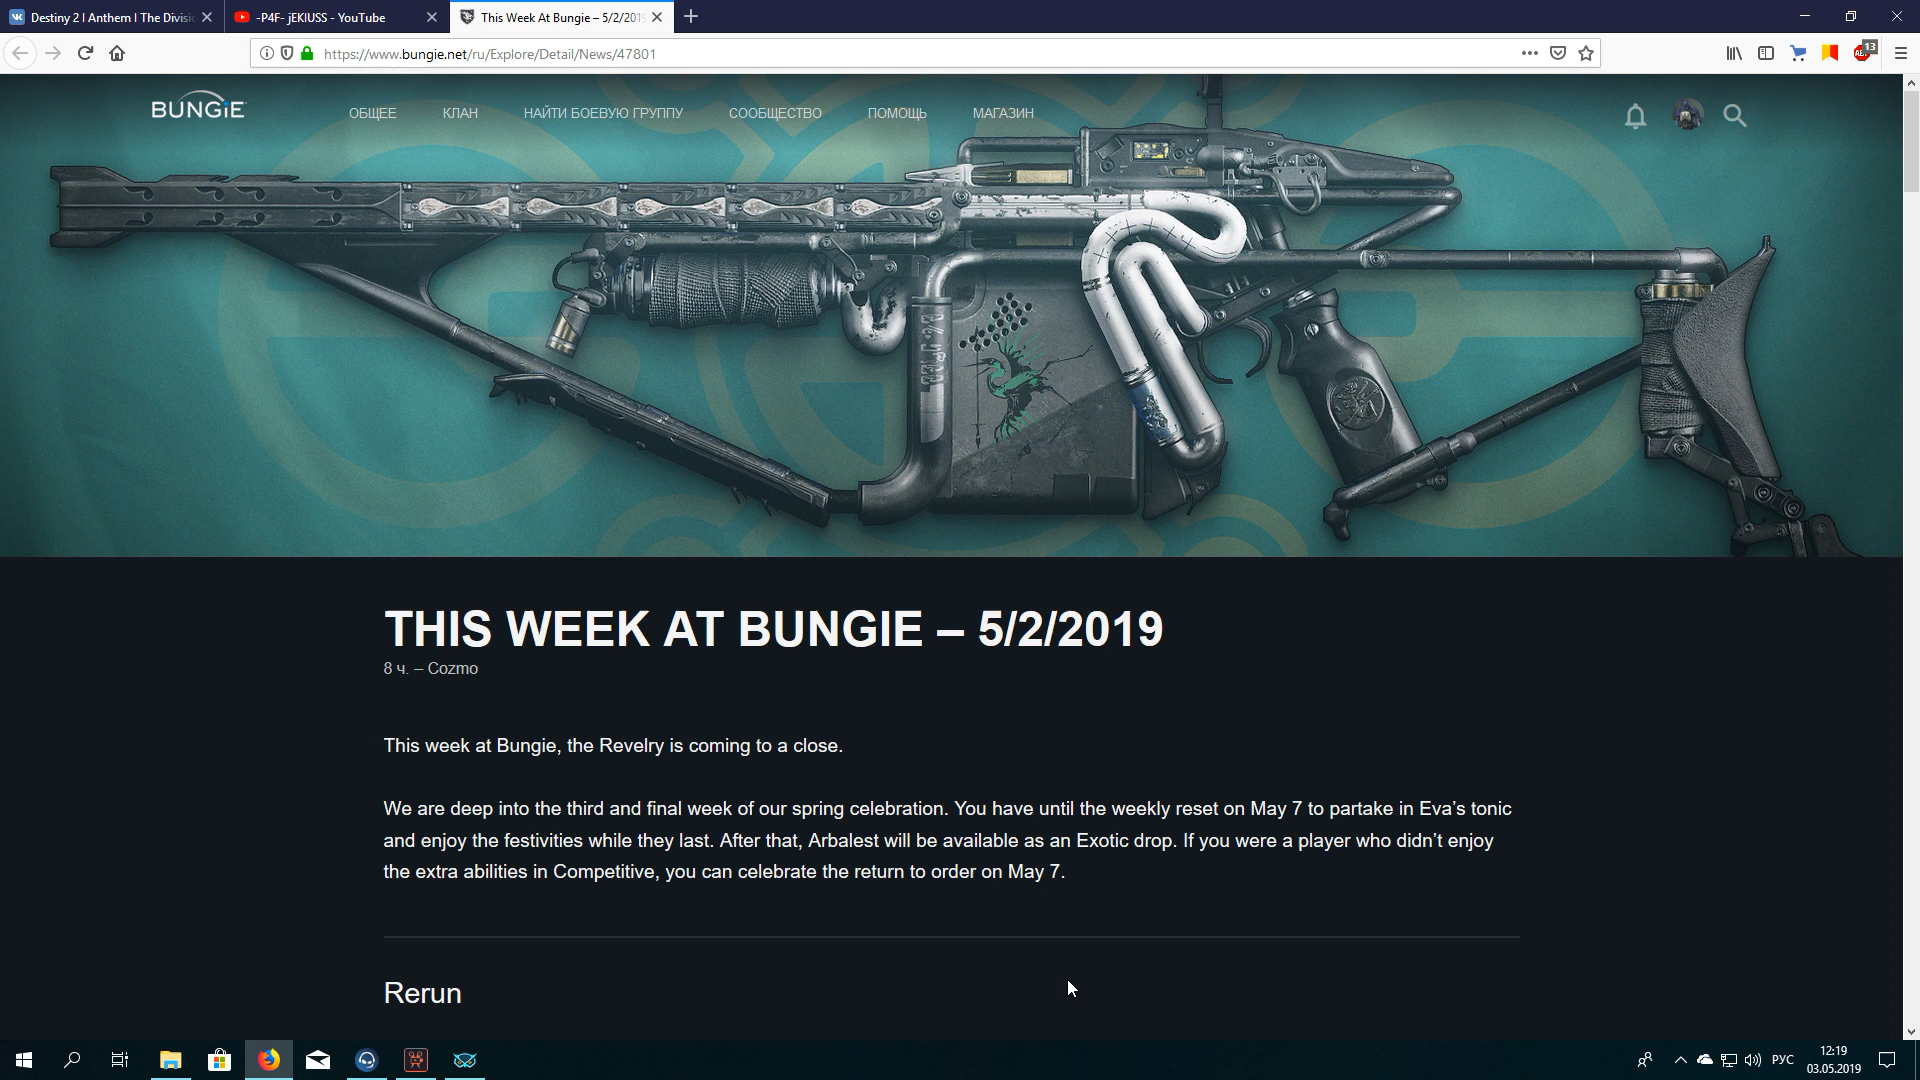 Destiny 2 | Anthem | The Divisi
-P4F- jEKIUSS - YouTube
This Week At Bungie – 5/2/2019
https://www.bungie.net/ru/Explore/Detail/News/47801
13
BUNGiE
ОБЩЕЕ
КЛАН
НАЙТИ БОЕВУЮ ГРУППУ
СООБЩЕСТВО
ПОМОЩЬ
МАГАЗИН
THIS WEEK AT BUNGIE – 5/2/2019
8 ч. – Cozmo
This week at Bungie, the Revelry is coming to a close.
We are deep into the third and final week of our spring celebration. You have until the weekly reset on May 7 to partake in Eva’s tonic
and enjoy the festivities while they last. After that, Arbalest will be available as an Exotic drop. If you were a player who didn’t enjoy
the extra abilities in Competitive, you can celebrate the return to order on May 7.
Rerun
РУС
12:19
03.05.2019